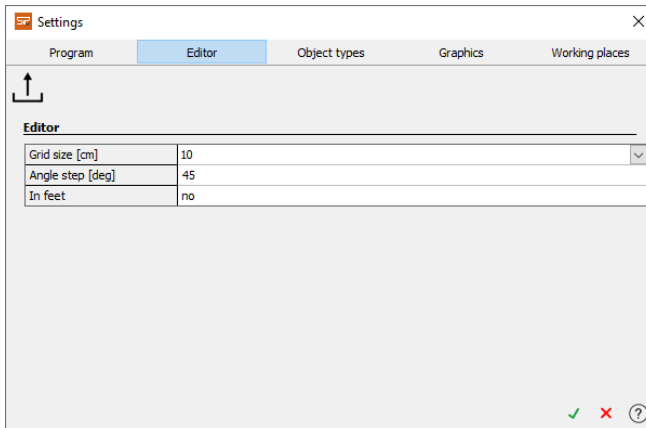 SP Settings
Program Editor Object types Graphics Working places
Editor
Grid size [cm] 10
Angle step [deg] 45
In feet no
?